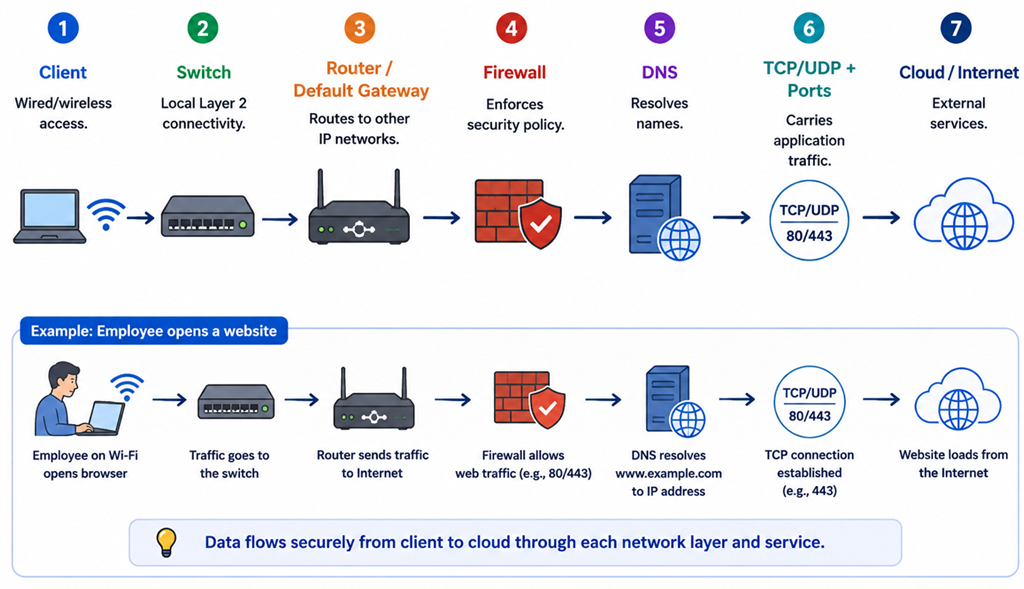 1
Client
Wired/wireless
access.
2
Switch
Local Layer 2
connectivity.
3
Router /
Default Gateway
Routes to other
IP networks.
4
Firewall
Enforces
security policy.
5
DNS
Resolves
names.
6
TCP/UDP +
Ports
Carries
application
traffic.
TCP/UDP
80/443
7
Cloud / Internet
External
services.
Example: Employee opens a website
Employee on Wi-Fi
opens browser
Traffic goes to
the switch
Router sends traffic
to Internet
Firewall allows
web traffic (e.g., 80/443)
DNS resolves
www.example.com
to IP address
TCP/UDP
80/443
TCP connection
established
(e.g., 443)
Website loads from
the Internet
Data flows securely from client to cloud through each network layer and service.